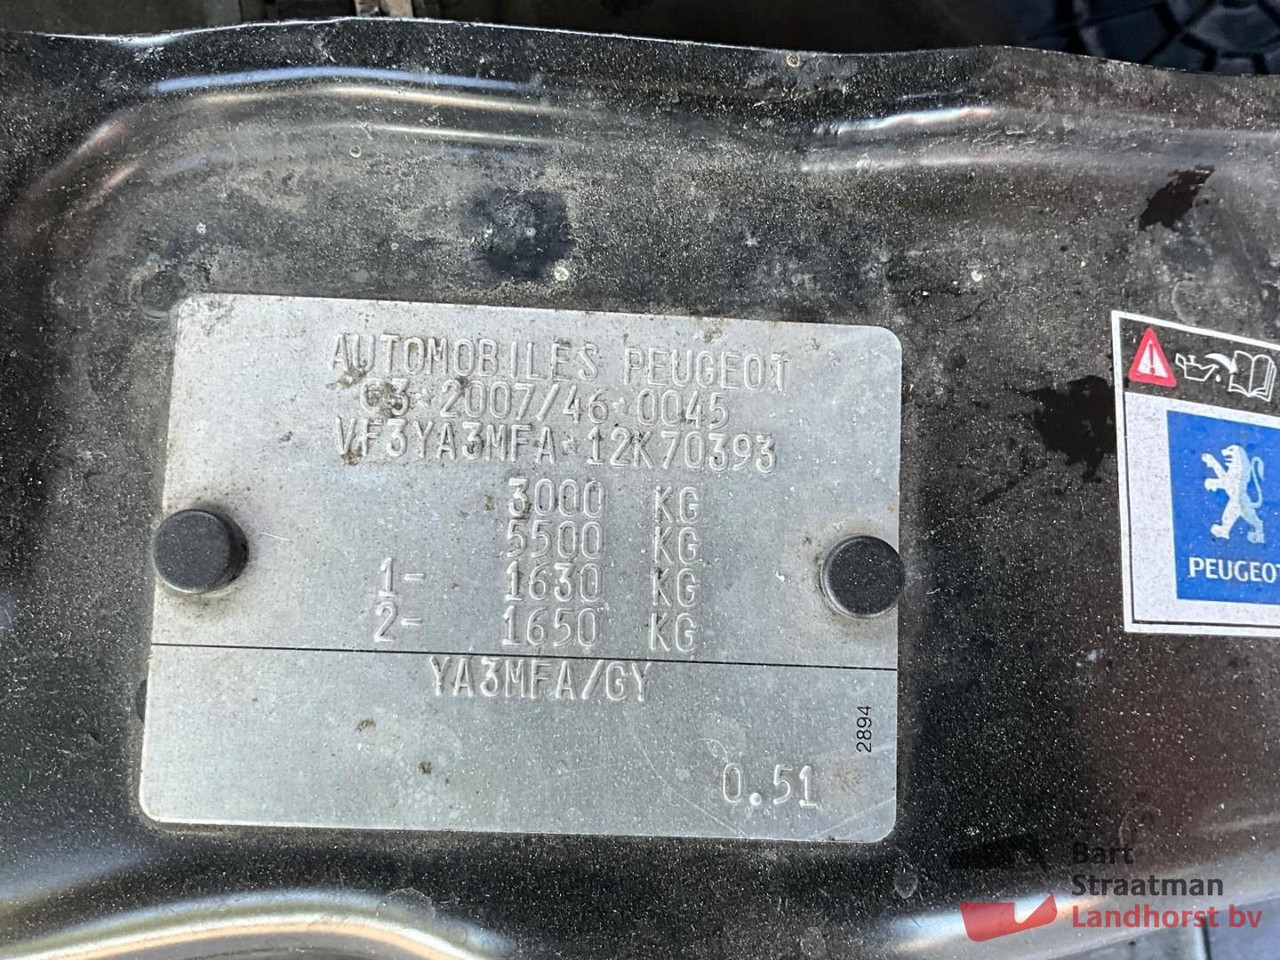 AUTOMOBILES PEUGEOT
*2007/46*0045
VF3YA3MFA*12K70393
3000 KG
5500 KG
1- 1630 KG
2- 1650 KG
YA3MFA/GY
2894
0.51
PEUGEOT
Bart
Straatman
Landhorst bv